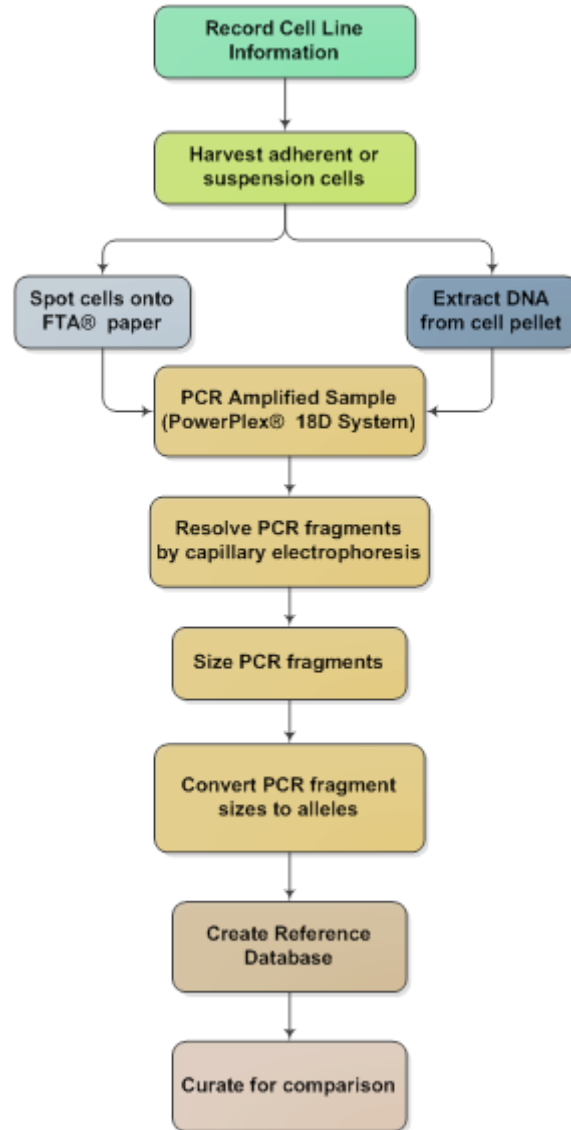 Record Cell Line
Information
Harvest adherent or
suspension cells
Spot cells onto
FTA® paper
Extract DNA
from cell pellet
PCR Amplified Sample
(PowerPlex® 18D System)
Resolve PCR fragments
by capillary electrophoresis
Size PCR fragments
Convert PCR fragment
sizes to alleles
Create Reference
Database
Curate for comparison